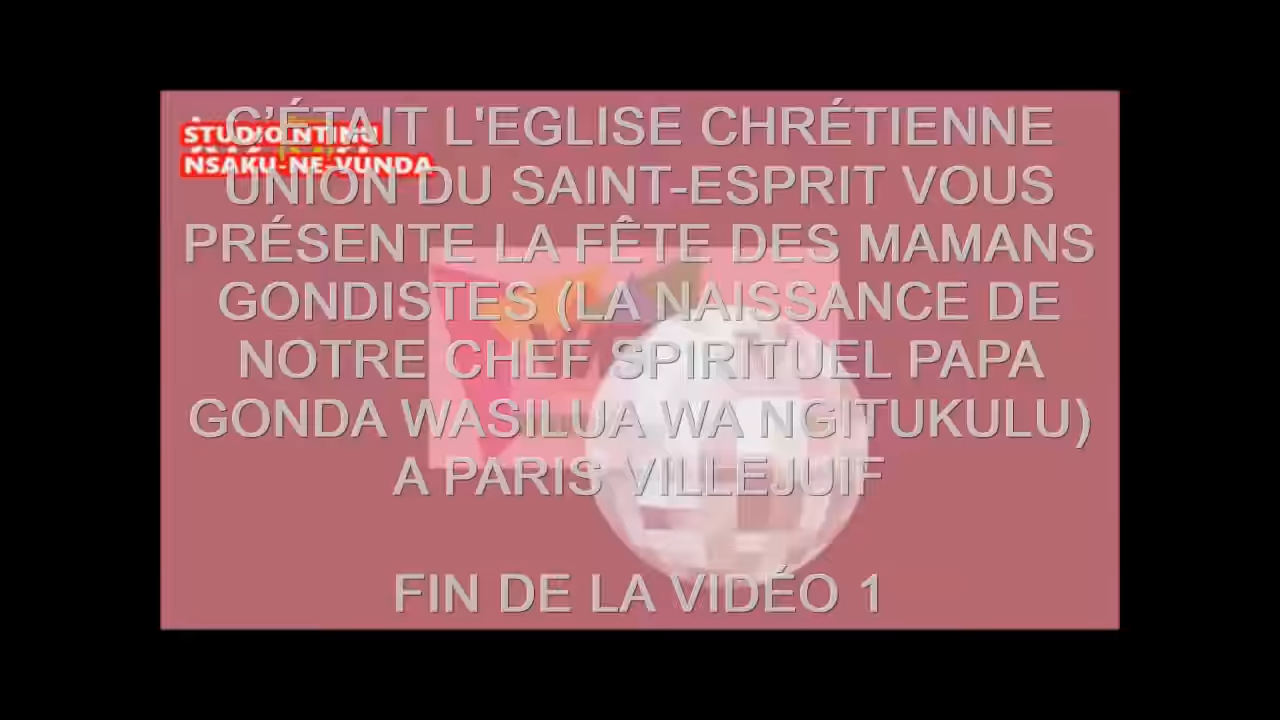 STUDIO NTINU
NSAKU-NE-VUNDA
C'ÉTAIT L'EGLISE CHRÉTIENNE
UNION DU SAINT-ESPRIT VOUS
PRÉSENTE LA FÊTE DES MAMANS
GONDISTES (LA NAISSANCE DE
NOTRE CHEF SPIRITUEL PAPA
GONDA WASILUA WA NGITUKULU)
A PARIS VILLEJUIF
FIN DE LA VIDÉO 1